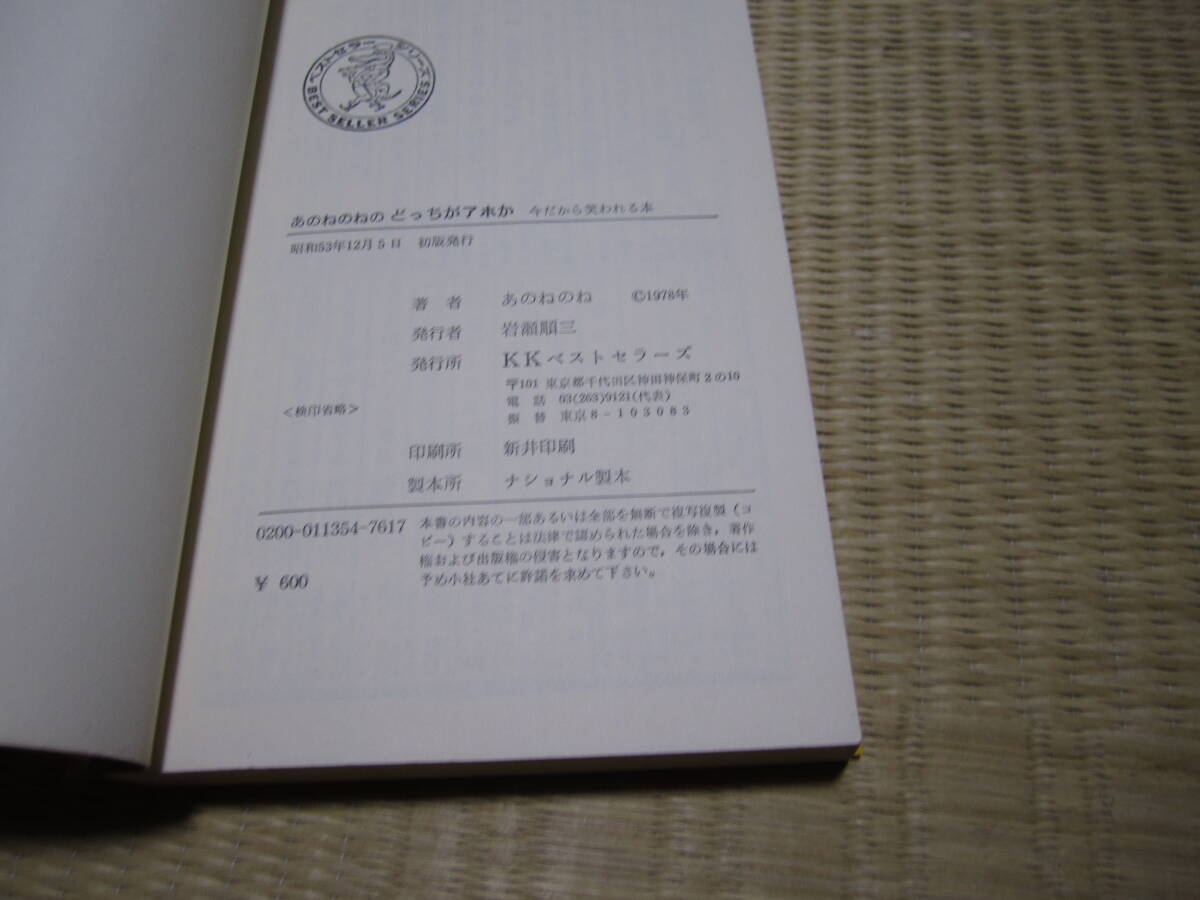 ベストセラー シリーズ
BEST SELLER SERIES
あのねのねの どっちがアホか 今だから笑われる本
昭和53年12月5日 初版発行
著者 あのねのね ©1978年
発行者 岩瀬順三
発行所 KKベストセラーズ
〒101 東京都千代田区神田神保町2の10
電話 03(263)9121(代表)
振替 東京8-103083
<検印省略>
印刷所 新井印刷
製本所 ナショナル製本
0200-011354-7617
¥ 600
本書の内容の一部あるいは全部を無断で複写複製(コ
ピー)することは法律で認められた場合を除き,著作
権および出版権の侵害となりますので,その場合には
予め小社あてに許諾を求めて下さい。